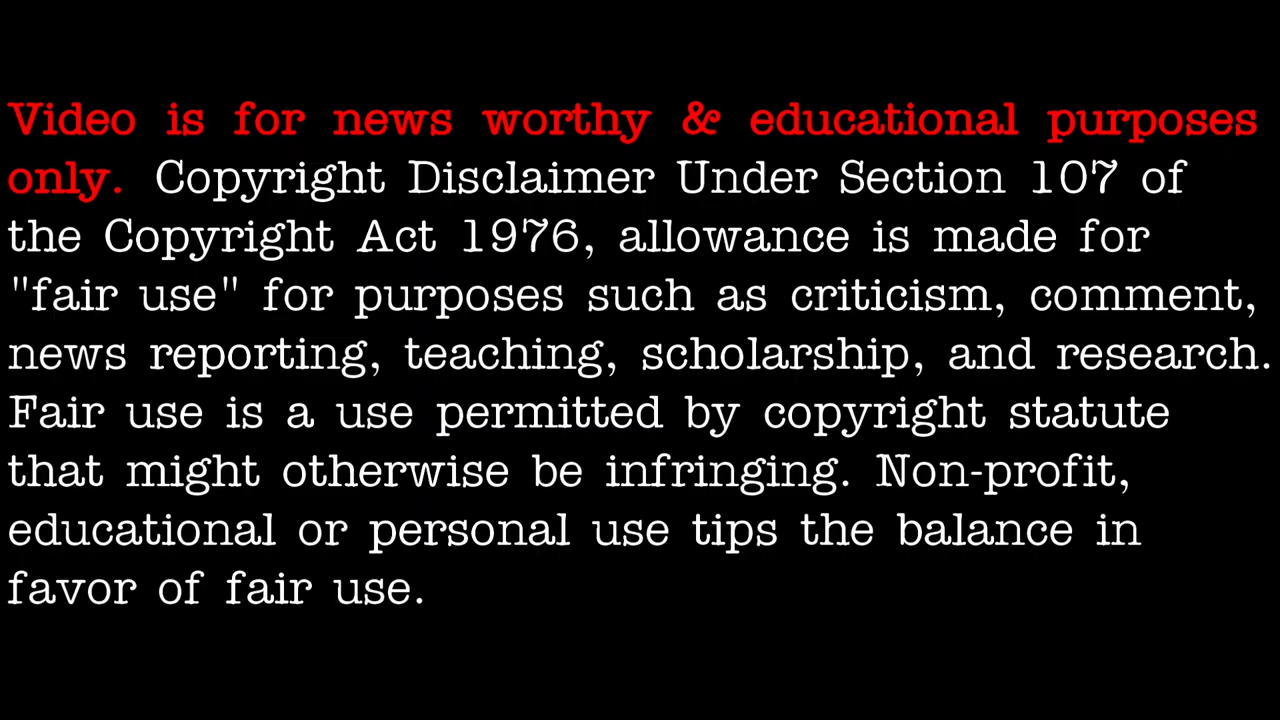 Video is for news worthy & educational purposes
only. Copyright Disclaimer Under Section 107 of
the Copyright Act 1976, allowance is made for
"fair use" for purposes such as criticism, comment,
news reporting, teaching, scholarship, and research.
Fair use is a use permitted by copyright statute
that might otherwise be infringing. Non-profit,
educational or personal use tips the balance in
favor of fair use.